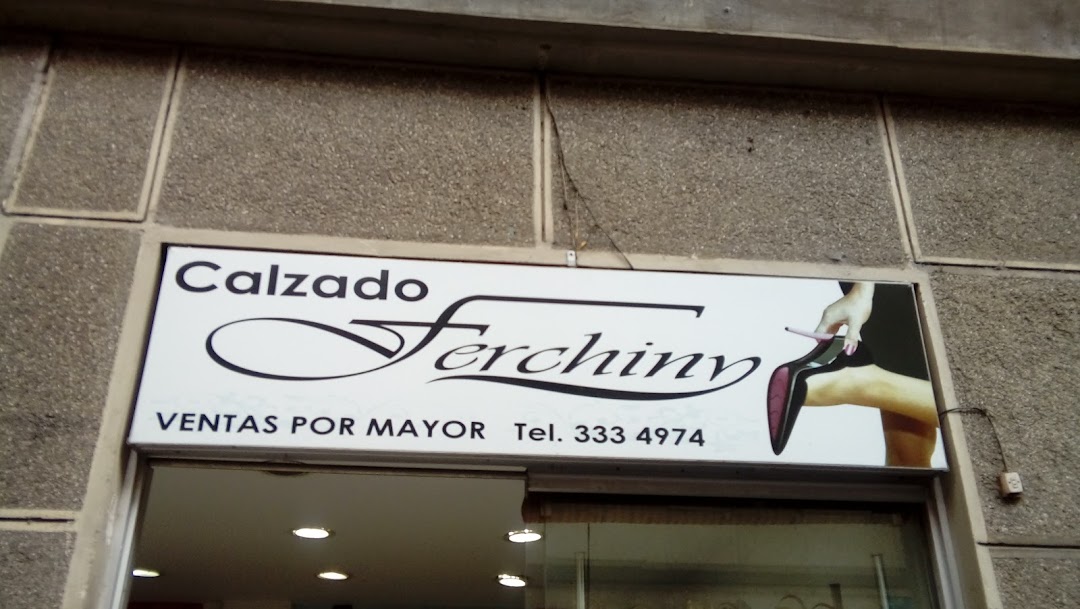 Calzado
Ferchiny
VENTAS POR MAYOR Tel. 333 4974